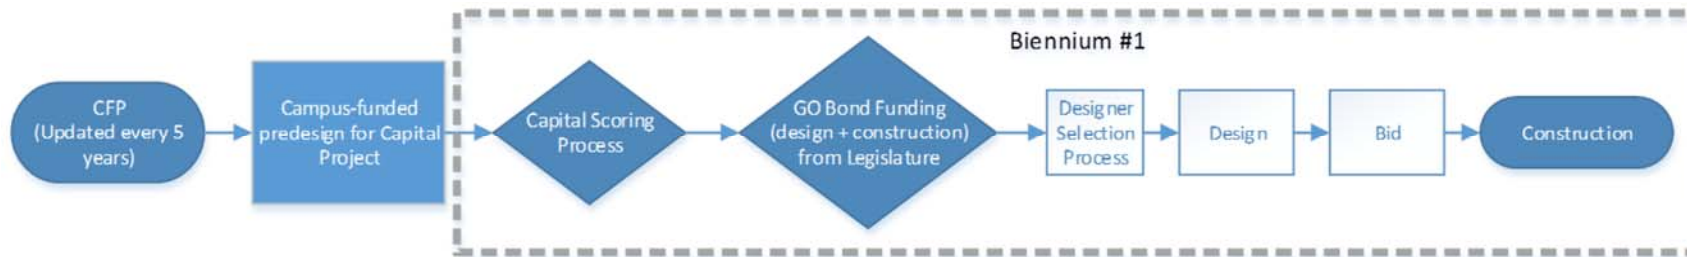 Biennium #1
CFP
(Updated every 5
years)
Campus-funded
predesign for Capital
Project
Capital Scoring
Process
GO Bond Funding
(design + construction)
from Legislature
Designer
Selection
Process
Design
Bid
Construction